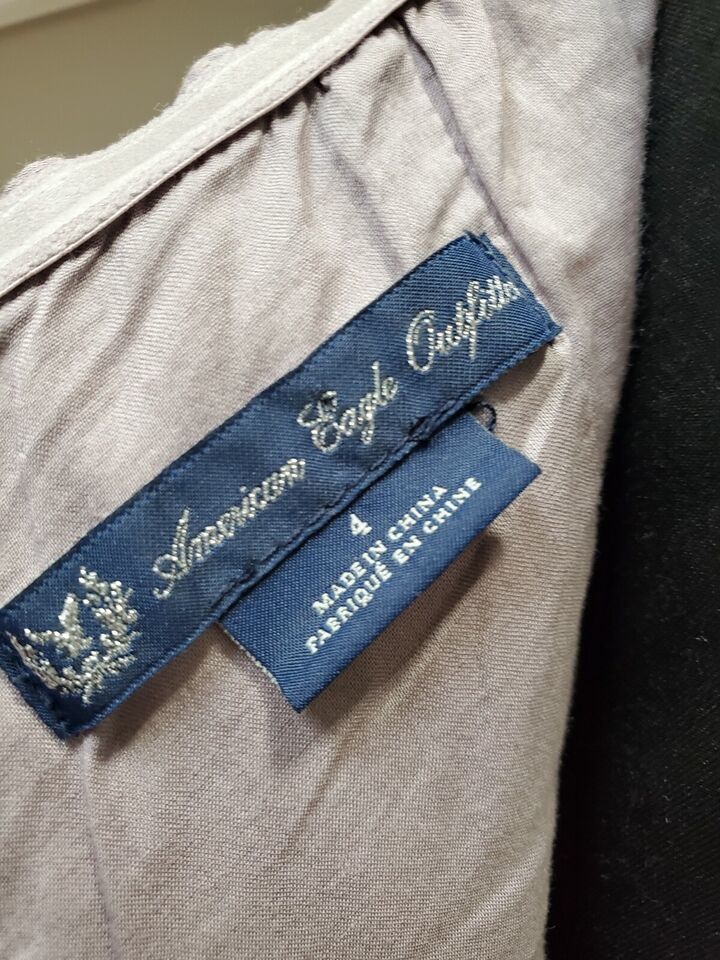 American Eagle Outfitters
4
MADE IN CHINA
FABRIQUÉ EN CHINE